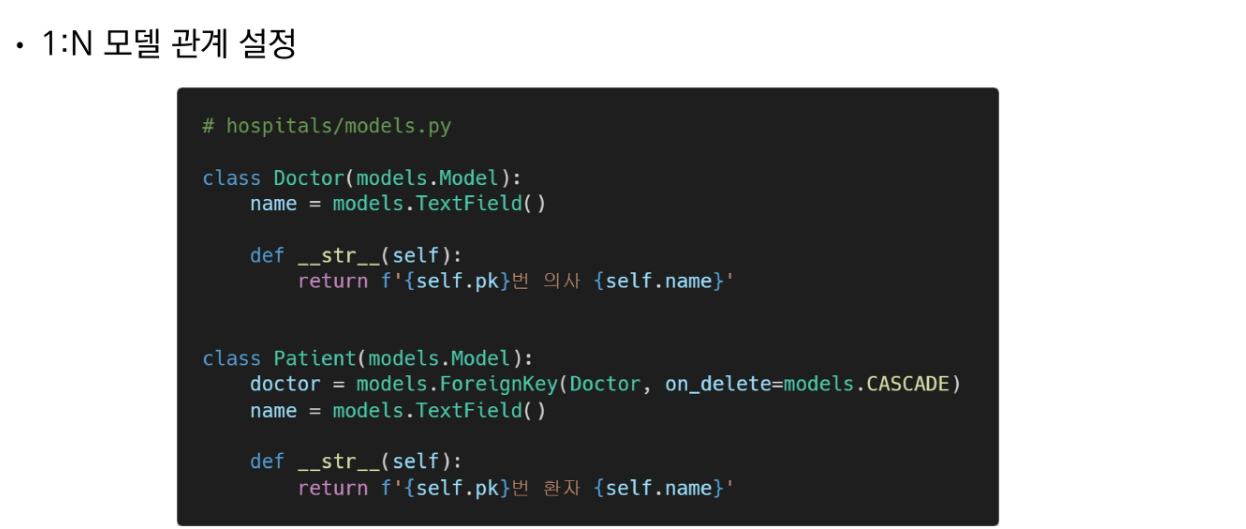 • 1:N 모델 관계 설정
# hospitals/models.py
class Doctor(models.Model):
    name = models.TextField()
    def __str__(self):
        return f'{self.pk}번 의사 {self.name}'
class Patient(models.Model):
    doctor = models.ForeignKey(Doctor, on_delete=models.CASCADE)
    name = models.TextField()
    def __str__(self):
        return f'{self.pk}번 환자 {self.name}'